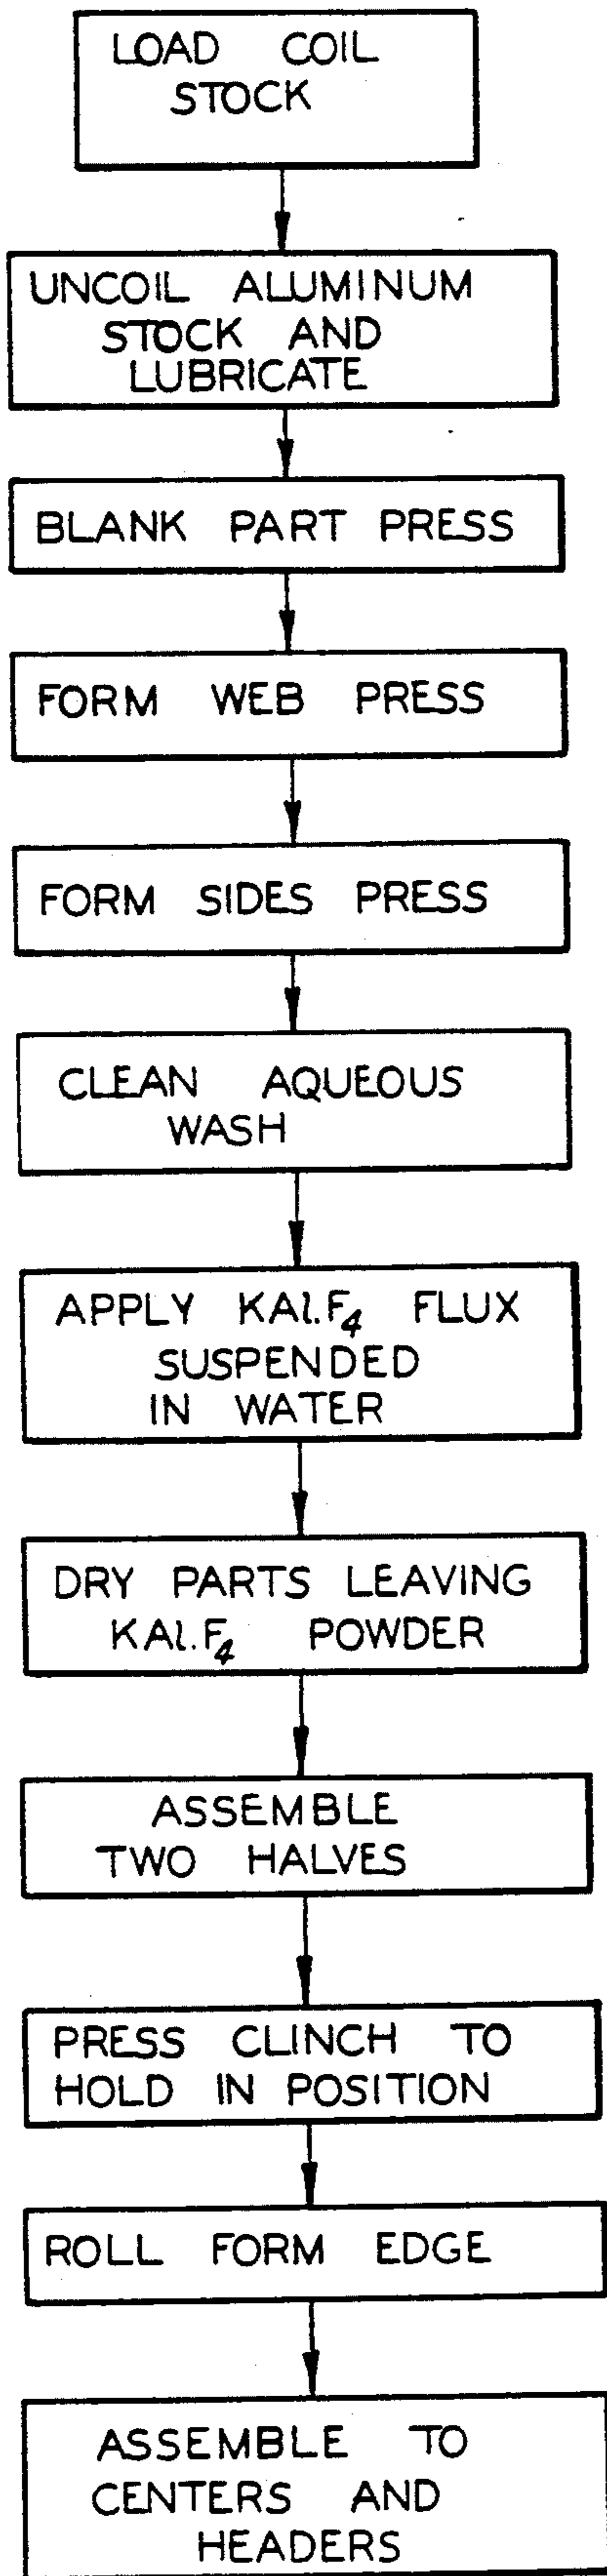 LOAD COIL
STOCK
UNCOIL ALUMINUM
STOCK AND
LUBRICATE
BLANK PART PRESS
FORM WEB PRESS
FORM SIDES PRESS
CLEAN AQUEOUS
WASH
APPLY KAl.F₄ FLUX
SUSPENDED
IN WATER
DRY PARTS LEAVING
KAl.F₄ POWDER
ASSEMBLE
TWO HALVES
PRESS CLINCH TO
HOLD IN POSITION
ROLL FORM EDGE
ASSEMBLE TO
CENTERS AND
HEADERS